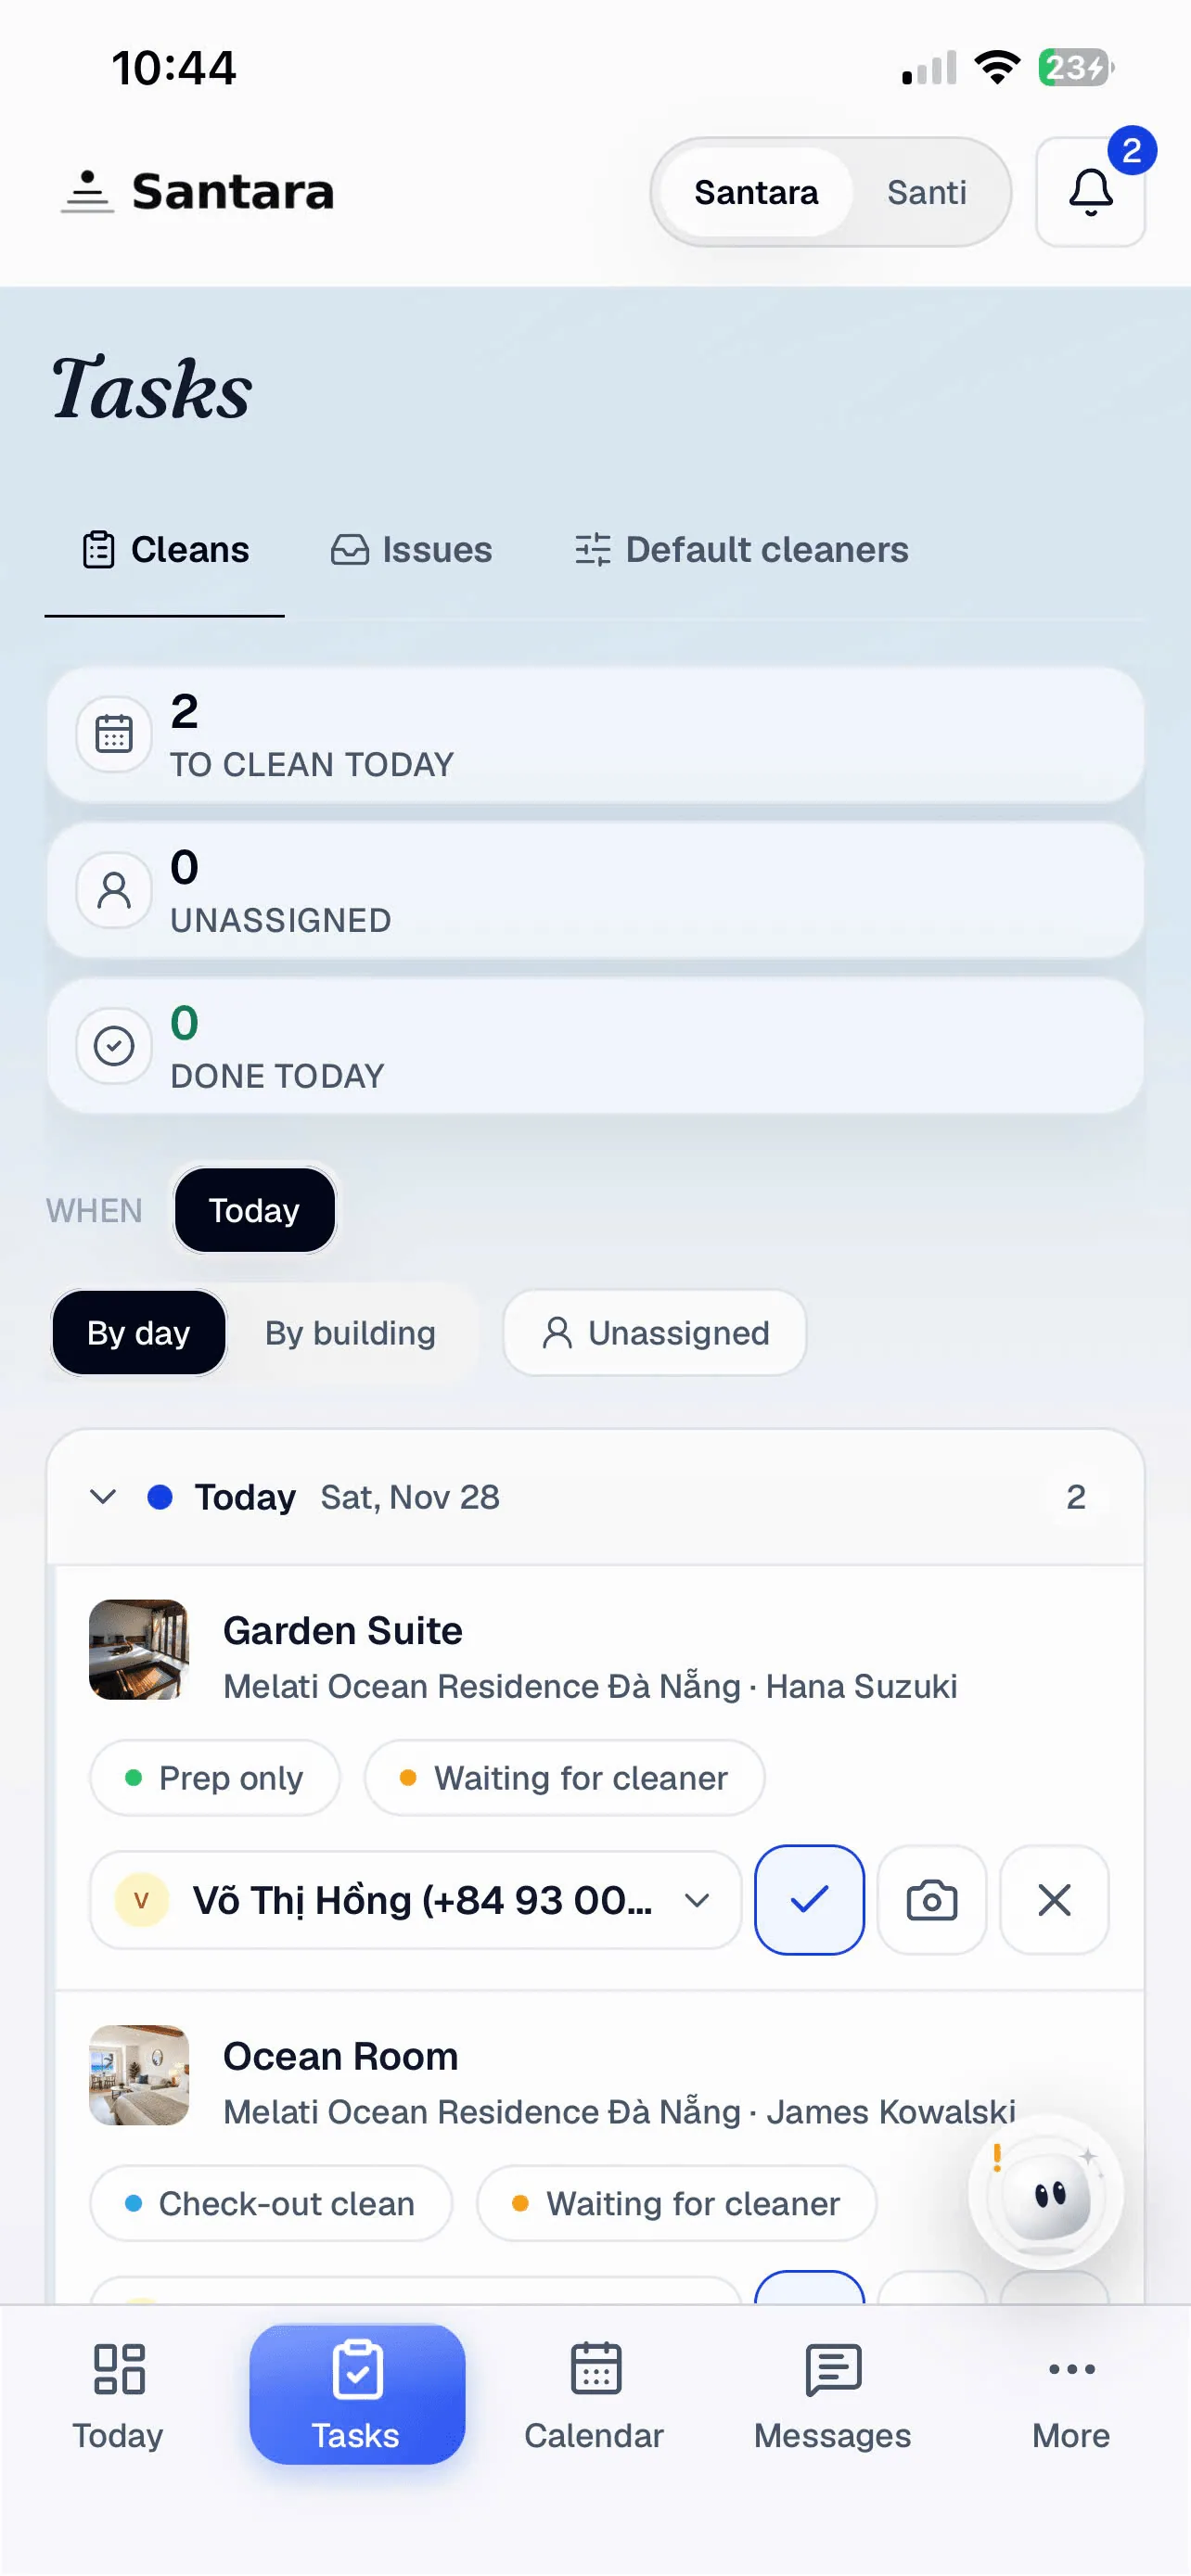 10:44
23
Santara
Santara Santi
2
Tasks
Cleans Issues Default cleaners
2
TO CLEAN TODAY
0
UNASSIGNED
0
DONE TODAY
WHEN Today
By day By building Unassigned
Today Sat, Nov 28 2
Garden Suite
Melati Ocean Residence Đà Nẵng · Hana Suzuki
Prep only Waiting for cleaner
V Võ Thị Hồng (+84 93 00...
Ocean Room
Melati Ocean Residence Đà Nẵng · James Kowalski
!
Check-out clean Waiting for cleaner
Today Tasks Calendar Messages More